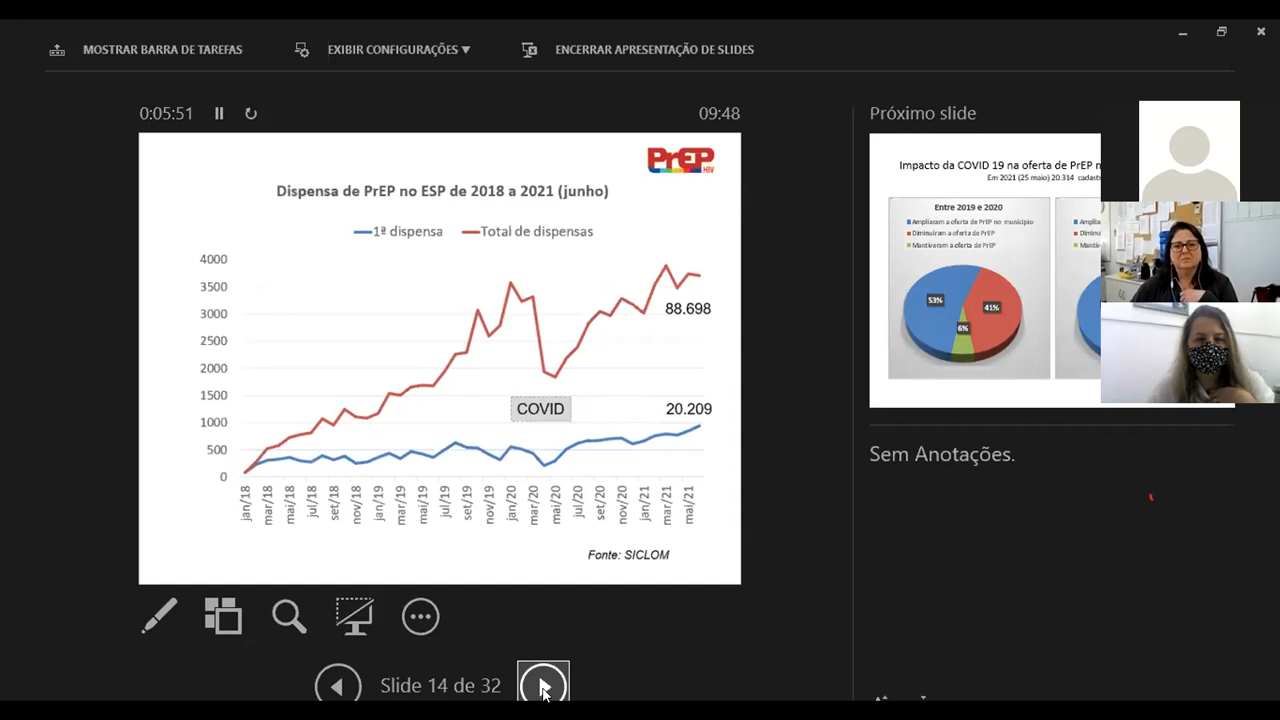 MOSTRAR BARRA DE TAREFAS
EXIBIR CONFIGURAÇÕES ▼
ENCERRAR APRESENTAÇÃO DE SLIDES
0:05:51
09:48
PrEP
HIV
Dispensa de PrEP no ESP de 2018 a 2021 (junho)
1ª dispensa
Total de dispensas
4000
3500
3000
2500
2000
1500
1000
500
0
88.698
COVID
20.209
jan/18
mar/18
mai/18
jul/18
set/18
nov/18
jan/19
mar/19
mai/19
jul/19
set/19
nov/19
jan/20
mar/20
mai/20
jul/20
set/20
nov/20
jan/21
mar/21
mai/21
Fonte: SICLOM
Slide 14 de 32
Próximo slide
Impacto da COVID 19 na oferta de PrEP
Em 2021 (25 maio) 20.314
Entre 2019 e 2020
Ampliaram a oferta de PrEP no município
Diminuíram a oferta de PrEP
Mantiveram a oferta de PrEP
53%
41%
6%
Sem Anotações.